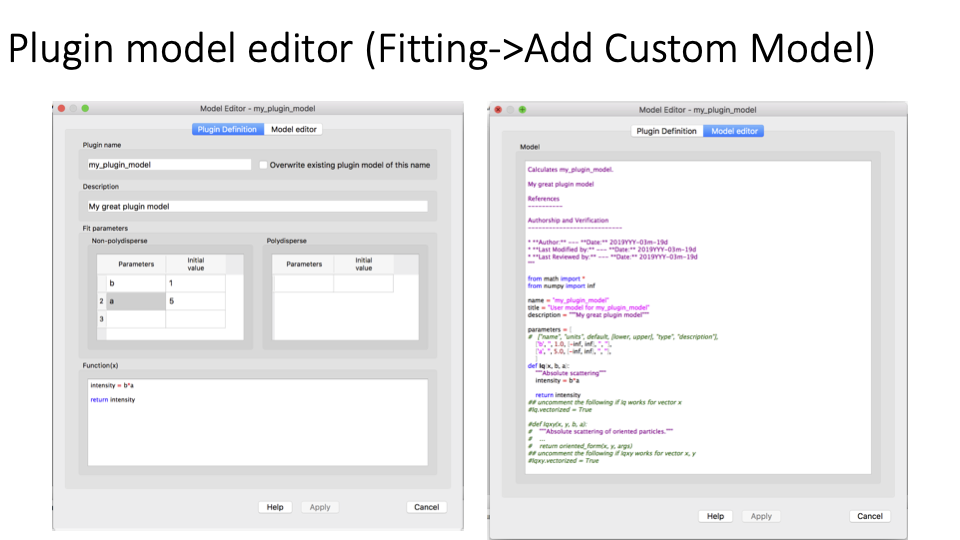 Plugin model editor (Fitting->Add Custom Model)
Model Editor - my_plugin_model
Plugin Definition Model editor
Plugin name
my_plugin_model Overwrite existing plugin model of this name
Description
My great plugin model
Fit parameters
Non-polydisperse Polydisperse
Parameters Initial value Parameters Initial value
b 1
2 a 5
3
Function(s)
intensity = b*a
return intensity
Help Apply Cancel
Model Editor - my_plugin_model
Plugin Definition Model editor
Model
Calculates my_plugin_model.
My great plugin model
References
----------
Authorship and Verification
---------------------------
* **Author:** --- **Date:** 2019YYY-03m-19d
* **Last Modified by:** --- **Date:** 2019YYY-03m-19d
* **Last Reviewed by:** --- **Date:** 2019YYY-03m-19d
"""
from math import *
from numpy import inf
name = "my_plugin_model"
title = "User model for my_plugin_model"
description = """My great plugin model"""
parameters = [
# ["name", "units", default, [lower, upper], "type", "description"],
['b', '', 1.0, [-inf, inf], '', ''],
['a', '', 5.0, [-inf, inf], '', ''],
]
def Iq(x, b, a):
"""Absolute scattering"""
intensity = b*a
return intensity
## uncomment the following if Iq works for vector x
#Iq.vectorized = True
#def Iqxy(x, y, b, a):
# """Absolute scattering of oriented particles."""
# ...
# return oriented_form(x, y, args)
## uncomment the following if Iqxy works for vector x, y
#Iqxy.vectorized = True
Help Apply Cancel